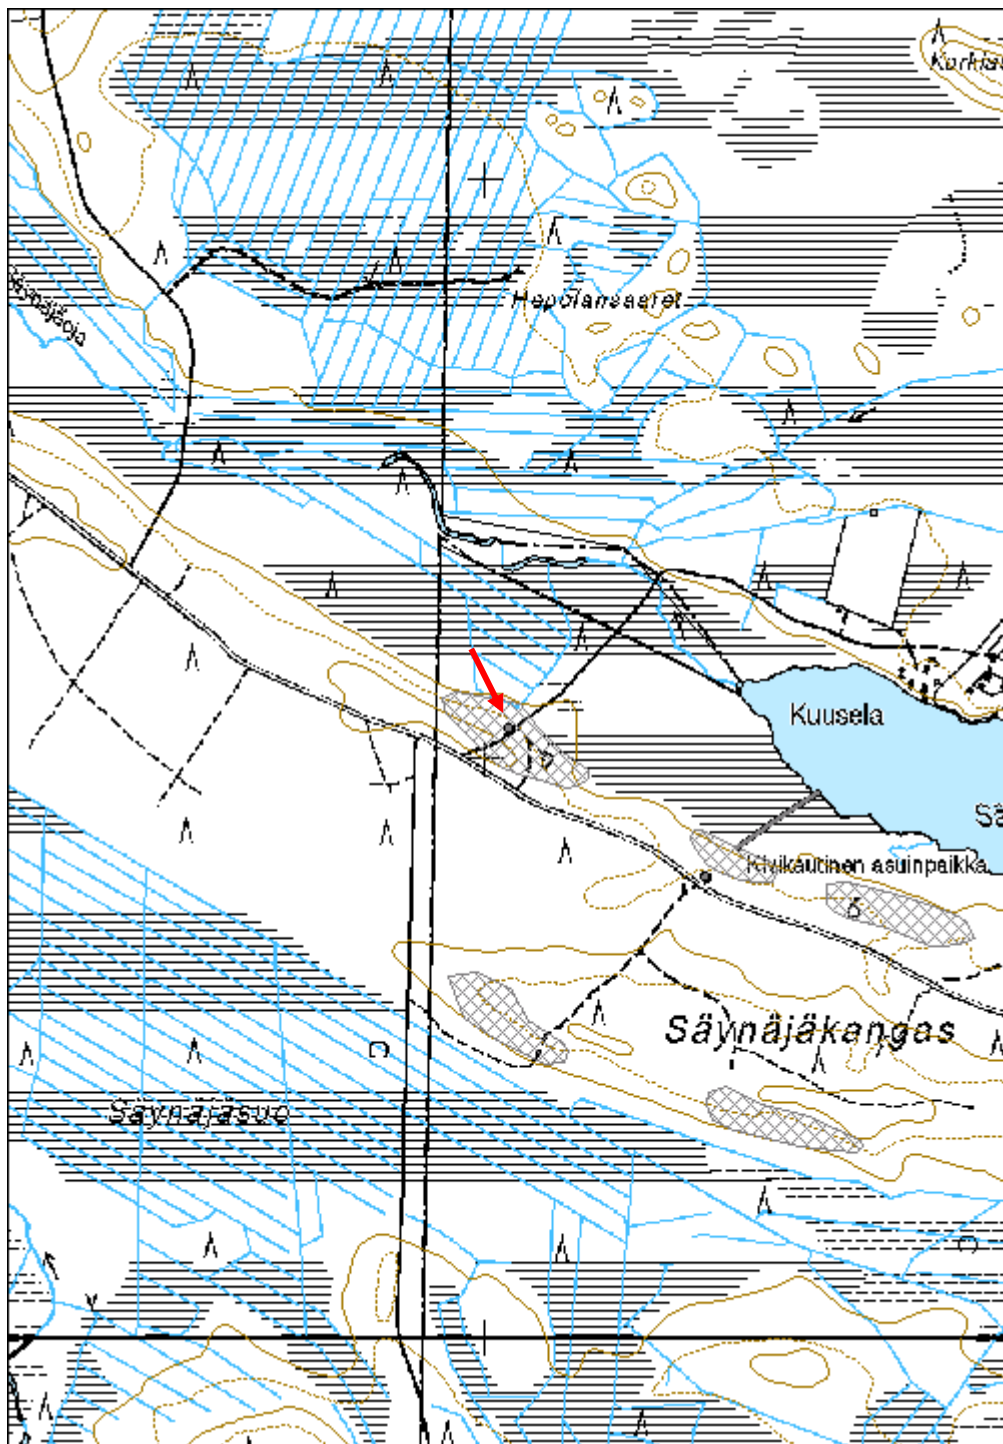 Säynäjäoja
Hepolansaaret
Kuusela
Kivikautinen asuinpaikka
Säynäjäkangas
Säynäjäsuo